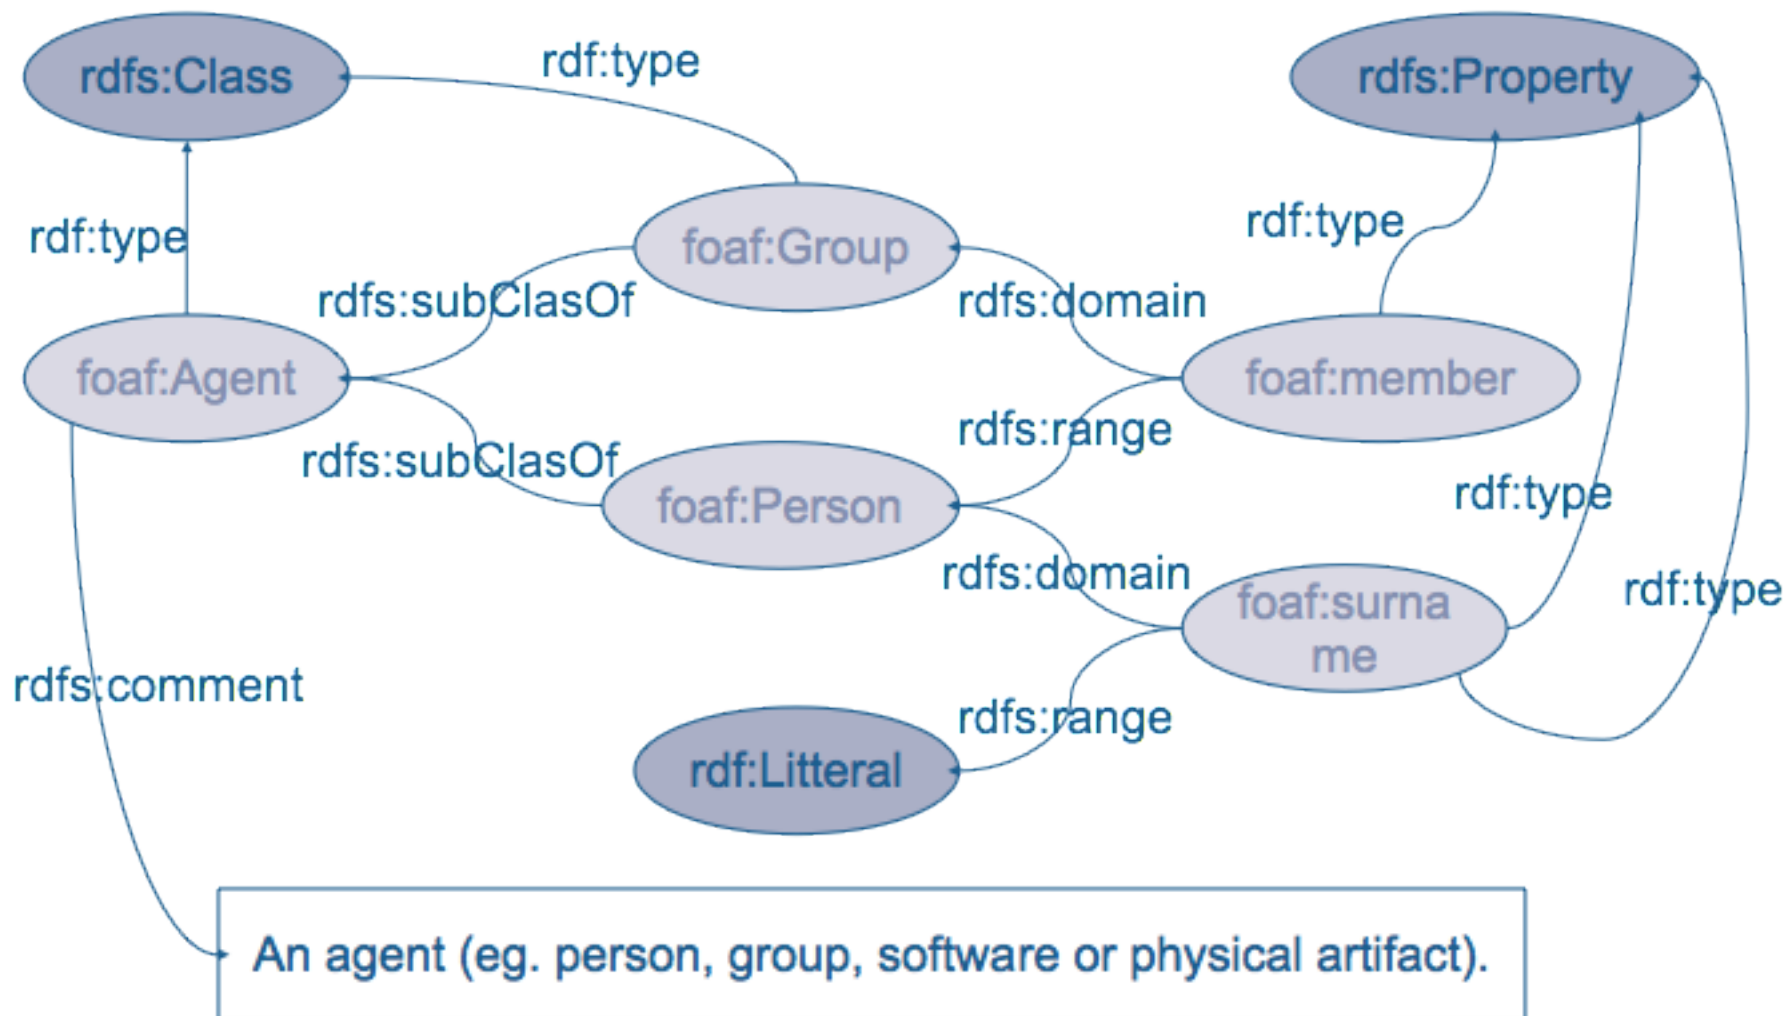 rdfs:Class
rdf:type
rdfs:Property
rdf:type
foaf:Group
rdf:type
rdfs:subClasOf
rdfs:domain
foaf:Agent
foaf:member
rdfs:range
rdfs:subClasOf
foaf:Person
rdf:type
rdfs:domain
foaf:surna
me
rdf:type
rdfs:comment
rdfs:range
rdf:Litteral
An agent (eg. person, group, software or physical artifact).